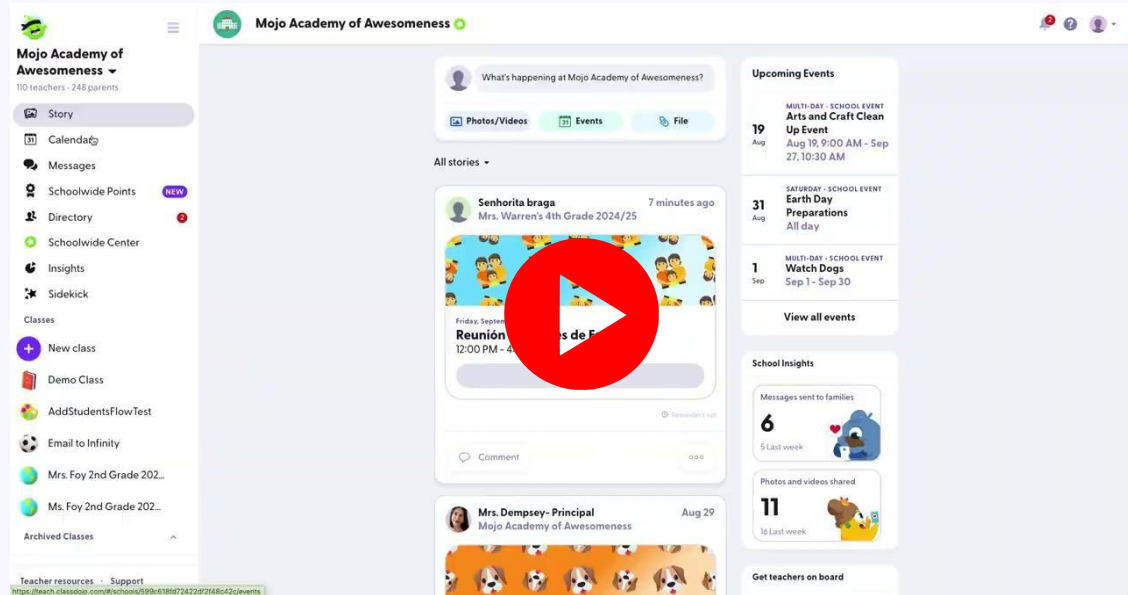 Mojo Academy of
Awesomeness
110 teachers · 248 parents
Story
Calendar
Messages
Schoolwide Points NEW
Directory 2
Schoolwide Center
Insights
Sidekick
Classes
New class
Demo Class
AddStudentsFlowTest
Email to Infinity
Mrs. Foy 2nd Grade 202...
Ms. Foy 2nd Grade 202...
Archived Classes
Teacher resources · Support
https://teach.classdojo.com/#/schools/599c618fd72422df2f48c42c/events
Mojo Academy of Awesomeness
2
What's happening at Mojo Academy of Awesomeness?
Photos/Videos
31 Events
File
All stories
Senhorita braga 7 minutes ago
Mrs. Warren's 4th Grade 2024/25
Friday,
Reunión de
12:00 PM -
Reminders set
Comment
Mrs. Dempsey- Principal Aug 29
Mojo Academy of Awesomeness
Upcoming Events
MULTI-DAY · SCHOOL EVENT
19 Aug
Arts and Craft Clean
Up Event
Aug 19, 9:00 AM - Sep
27, 10:30 AM
SATURDAY · SCHOOL EVENT
31 Aug
Earth Day
Preparations
All day
MULTI-DAY · SCHOOL EVENT
1 Sep
Watch Dogs
Sep 1 - Sep 30
View all events
School Insights
Messages sent to families
6
5 Last week
Photos and videos shared
11
16 Last week
Get teachers on board